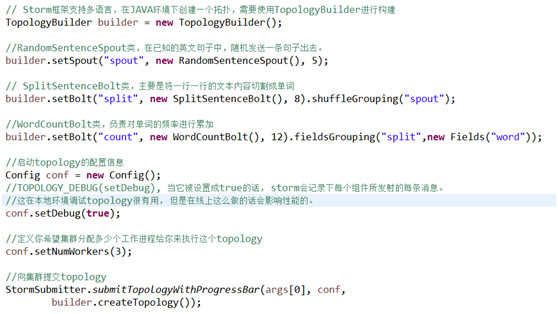 // Storm框架支持多语言，在JAVA环境下创建一个拓扑，需要使用TopologyBuilder进行构建
TopologyBuilder builder = new TopologyBuilder();
//RandomSentenceSpout类，在已知的英文句子中，随机发送一条句子出去。
builder.setSpout("spout", new RandomSentenceSpout(), 5);
// SplitSentenceBolt类，主要是将一行一行的文本内容切割成单词
builder.setBolt("split", new SplitSentenceBolt(), 8).shuffleGrouping("spout");
//WordCountBolt类，负责对单词的频率进行累加
builder.setBolt("count", new WordCountBolt(), 12).fieldsGrouping("split",new Fields("word"));
//启动topology的配置信息
Config conf = new Config();
//TOPOLOGY_DEBUG(setDebug), 当它被设置成true的话, storm会记录下每个组件所发射的每条消息。
//这在本地环境调试topology很有用, 但是在线上这么做的话会影响性能的。
conf.setDebug(true);
//定义你希望集群分配多少个工作进程给你来执行这个topology
conf.setNumWorkers(3);
//向集群提交topology
StormSubmitter.submitTopologyWithProgressBar(args[0], conf,
builder.createTopology());